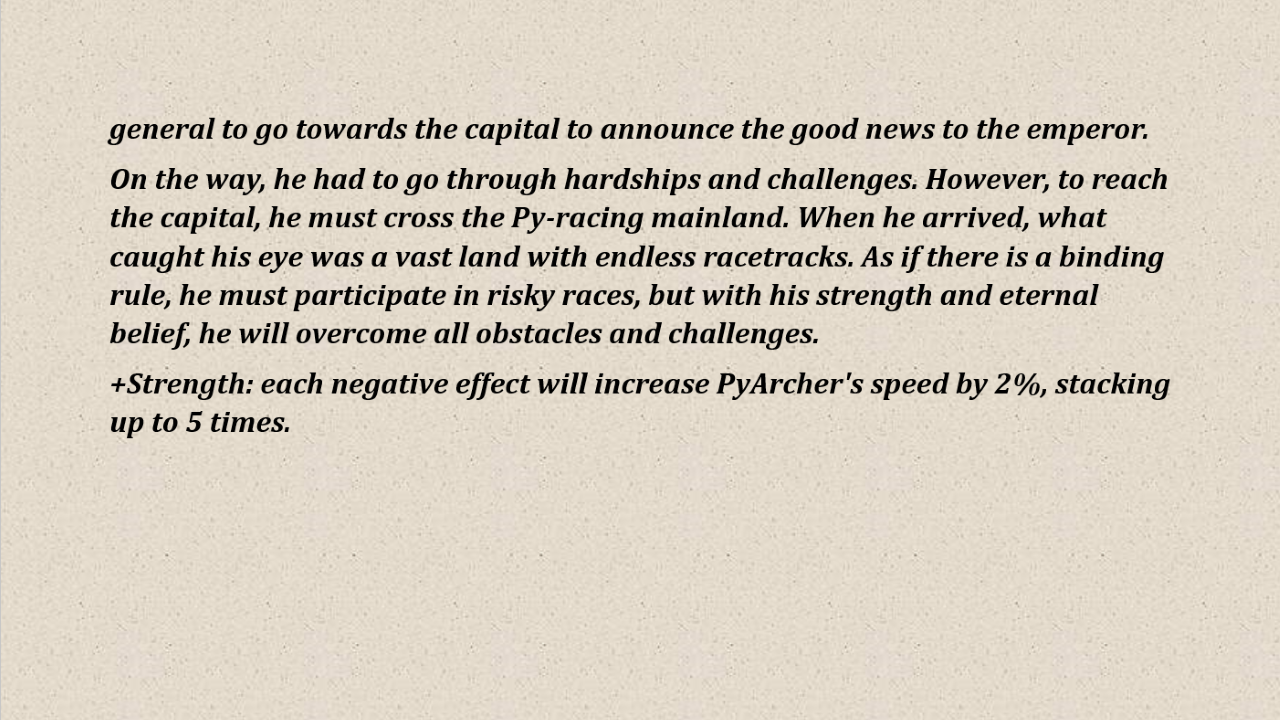 general to go towards the capital to announce the good news to the emperor.
On the way, he had to go through hardships and challenges. However, to reach
the capital, he must cross the Py-racing mainland. When he arrived, what
caught his eye was a vast land with endless racetracks. As if there is a binding
rule, he must participate in risky races, but with his strength and eternal
belief, he will overcome all obstacles and challenges.
+Strength: each negative effect will increase PyArcher's speed by 2%, stacking
up to 5 times.